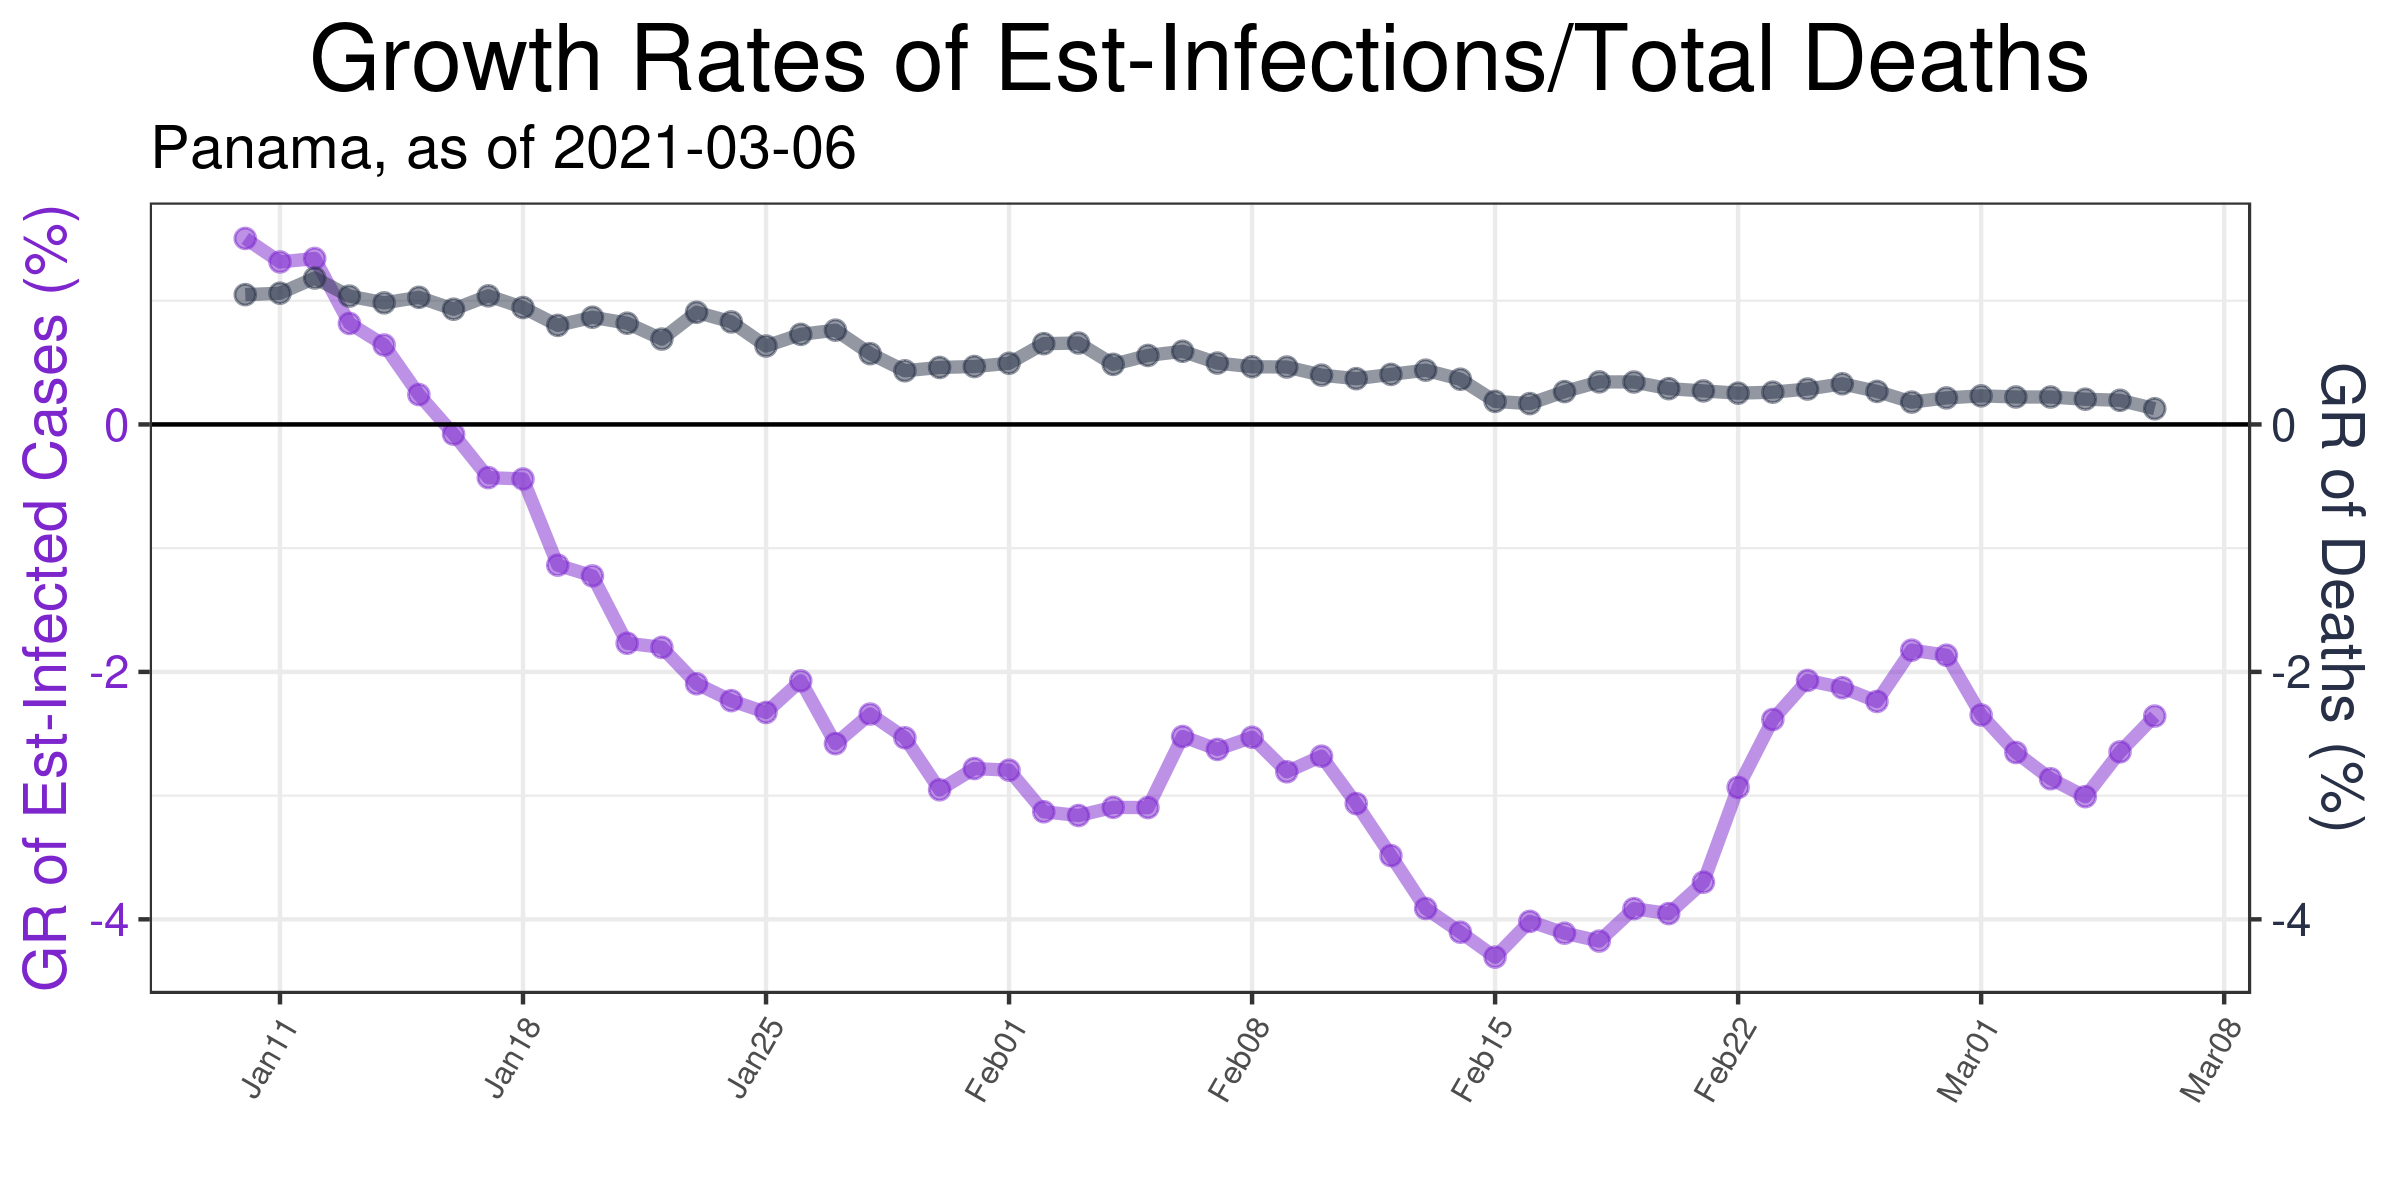 Growth Rates of Est-Infections/Total Deaths
Panama, as of 2021-03-06
GR of Est-Infected Cases (%)
0
-2
-4
0
-2
-4
GR of Deaths (%)
Jan11
Jan18
Jan25
Feb01
Feb08
Feb15
Feb22
Mar01
Mar08